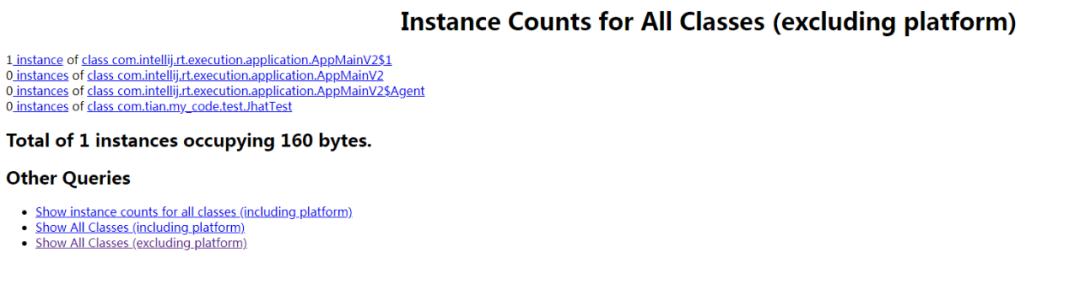 Instance Counts for All Classes (excluding platform)
1 instance of class com.intellij.rt.execution.application.AppMainV2$1
0 instances of class com.intellij.rt.execution.application.AppMainV2
0 instances of class com.intellij.rt.execution.application.AppMainV2$Agent
0 instances of class com.tian.my_code.test.JhatTest
Total of 1 instances occupying 160 bytes.
Other Queries
Show instance counts for all classes (including platform)
Show All Classes (including platform)
Show All Classes (excluding platform)